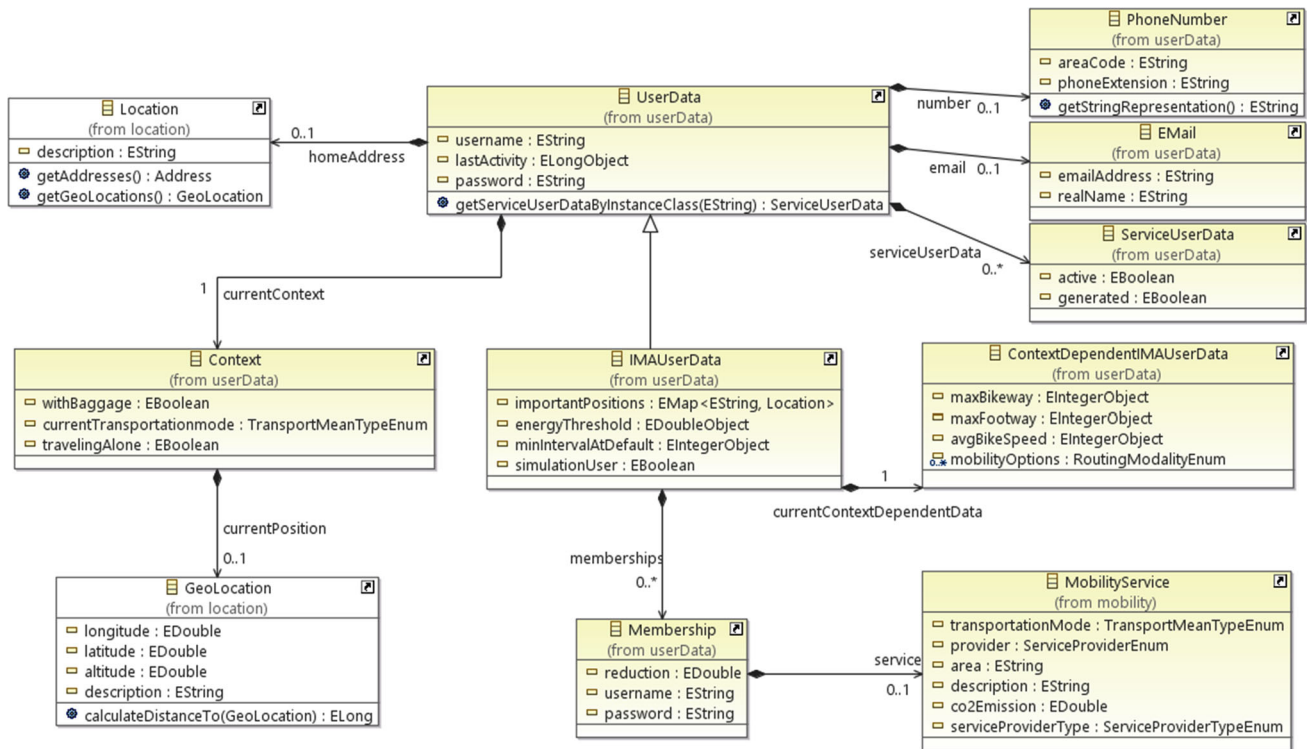 PhoneNumber
(from userData)
areaCode : EString
phoneExtension : EString
getStringRepresentation() : EString
Location
(from location)
description : EString
getAddresses() : Address
getGeoLocations() : GeoLocation
0..1
homeAddress
UserData
(from userData)
username : EString
lastActivity : ELongObject
password : EString
getServiceUserDataByInstanceClass(EString) : ServiceUserData
number
0..1
EMail
(from userData)
emailAddress : EString
realName : EString
email
0..1
ServiceUserData
(from userData)
active : EBoolean
generated : EBoolean
serviceUserData
0..*
1
currentContext
Context
(from userData)
withBaggage : EBoolean
currentTransportationmode : TransportMeanTypeEnum
travelingAlone : EBoolean
IMAUserData
(from userData)
importantPositions : EMap<EString, Location>
energyThreshold : EDoubleObject
minIntervalAtDefault : EIntegerObject
simulationUser : EBoolean
ContextDependentIMAUserData
(from userData)
maxBikeway : EIntegerObject
maxFootway : EIntegerObject
avgBikeSpeed : EIntegerObject
0..*
mobilityOptions : RoutingModalityEnum
1
currentContextDependentData
currentPosition
0..1
memberships
0..*
GeoLocation
(from location)
longitude : EDouble
latitude : EDouble
altitude : EDouble
description : EString
calculateDistanceTo(GeoLocation) : ELong
Membership
(from userData)
reduction : EDouble
username : EString
password : EString
service
0..1
MobilityService
(from mobility)
transportationMode : TransportMeanTypeEnum
provider : ServiceProviderEnum
area : EString
description : EString
co2Emission : EDouble
serviceProviderType : ServiceProviderTypeEnum